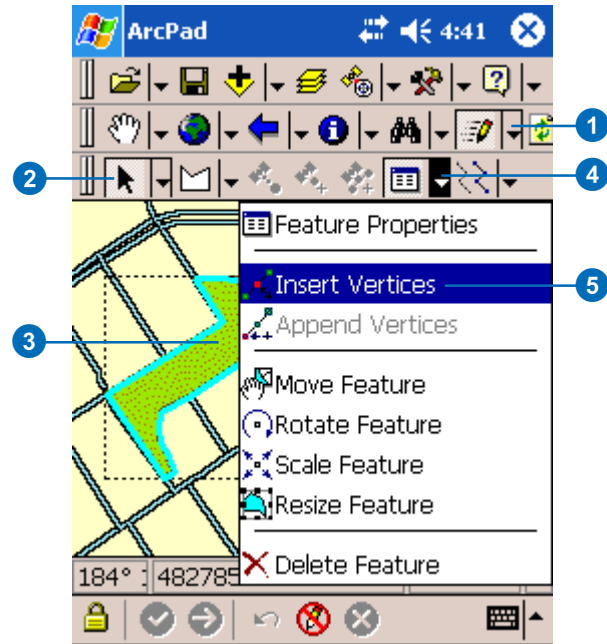 ArcPad 4:41
1
2
4
Feature Properties
Insert Vertices
5
Append Vertices
3
Move Feature
Rotate Feature
Scale Feature
Resize Feature
Delete Feature
184° : 482785